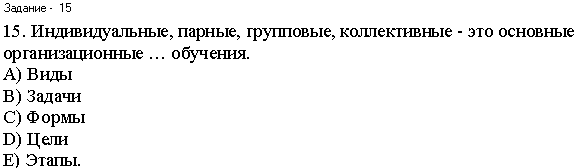 Задание - 15
15. Индивидуальные, парные, групповые, коллективные - это основные
организационные … обучения.
A) Виды
B) Задачи
C) Формы
D) Цели
E) Этапы.